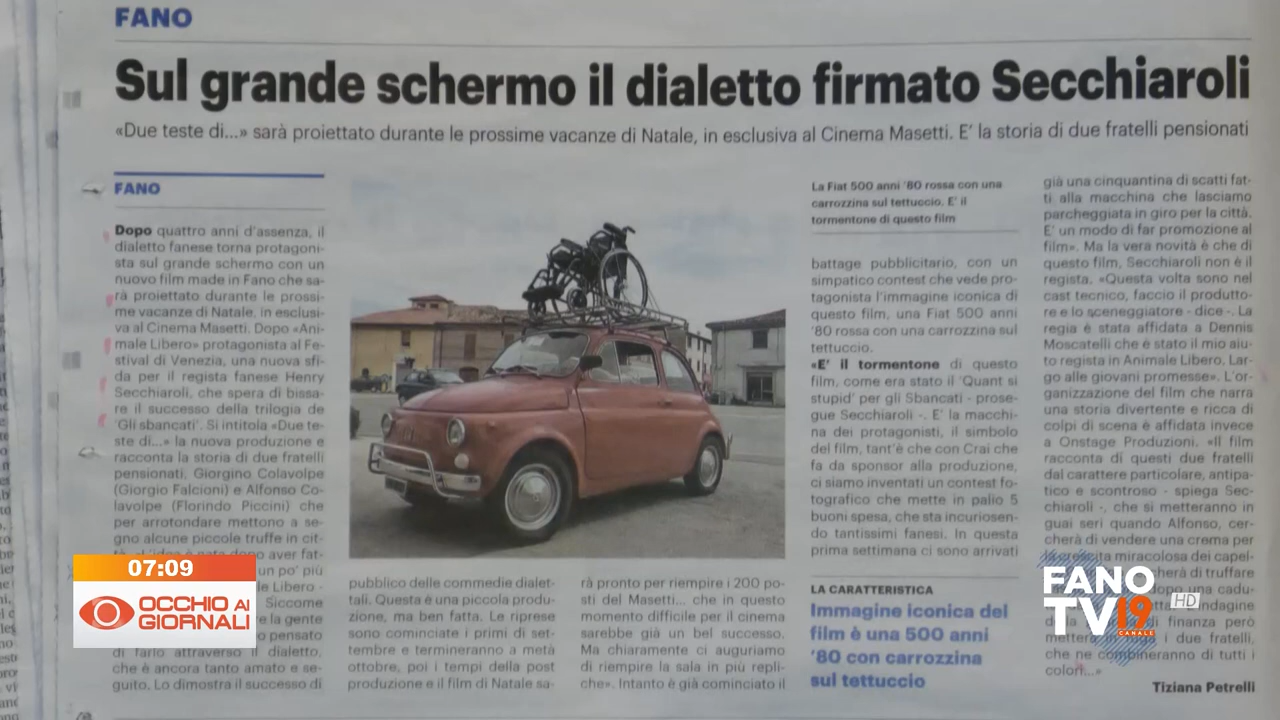 FANO
Sul grande schermo il dialetto firmato Secchiaroli
«Due teste di...» sarà proiettato durante le prossime vacanze di Natale, in esclusiva al Cinema Masetti. E' la storia di due fratelli pensionati
FANO
Dopo quattro anni d'assenza, il
dialetto fanese torna protagoni-
sta sul grande schermo con un
nuovo film made in Fano che sa-
rà proiettato durante le prossi-
me vacanze di Natale, in esclusi-
va al Cinema Masetti. Dopo «Ani-
male Libero» protagonista al Fe-
stival di Venezia, una nuova sfi-
da per il regista fanese Henry
Secchiaroli, che spera di bissa-
re il successo della trilogia de
'Gli sbancati'. Si intitola «Due te-
ste di...» la nuova produzione e
racconta la storia di due fratelli
pensionati, Giorgino Colavolpe
(Giorgio Falcioni) e Alfonso Co-
lavolpe (Florindo Piccini) che
per arrotondare mettono a se-
gno alcune piccole truffe in cit-
tà. «L'idea è nata dopo aver fat-
un po' più
le Libero -
Siccome
e la gente
pensato
di farlo attraverso il dialetto,
che è ancora tanto amato e se-
guito. Lo dimostra il successo di
pubblico delle commedie dialet-
tali. Questa è una piccola produ-
zione, ma ben fatta. Le riprese
sono cominciate i primi di set-
tembre e termineranno a metà
ottobre, poi i tempi della post
produzione e il film di Natale sa-
rà pronto per riempire i 200 po-
sti del Masetti... che in questo
momento difficile per il cinema
sarebbe già un bel successo.
Ma chiaramente ci auguriamo
di riempire la sala in più repli-
che». Intanto è già cominciato il
La Fiat 500 anni '80 rossa con una
carrozzina sul tettuccio. E' il
tormentone di questo film
battage pubblicitario, con un
simpatico contest che vede pro-
tagonista l'immagine iconica di
questo film, una Fiat 500 anni
'80 rossa con una carrozzina sul
tettuccio.
«E' il tormentone di questo
film, come era stato il 'Quant si
stupid' per gli Sbancati - prose-
gue Secchiaroli -. E' la macchi-
na dei protagonisti, il simbolo
del film, tant'è che con Crai che
fa da sponsor alla produzione,
ci siamo inventati un contest fo-
tografico che mette in palio 5
buoni spesa, che sta incuriosen-
do tantissimi fanesi. In questa
prima settimana ci sono arrivati
LA CARATTERISTICA
Immagine iconica del
film è una 500 anni
'80 con carrozzina
sul tettuccio
già una cinquantina di scatti fat-
ti alla macchina che lasciamo
parcheggiata in giro per la città.
E' un modo di far promozione al
film». Ma la vera novità è che di
questo film, Secchiaroli non è il
regista. «Questa volta sono nel
cast tecnico, faccio il produtto-
re e lo sceneggiatore - dice -. La
regia è stata affidata a Dennis
Moscatelli che è stato il mio aiu-
to regista in Animale Libero. Lar-
go alle giovani promesse». L'or-
ganizzazione del film che narra
una storia divertente e ricca di
colpi di scena è affidata invece
a Onstage Produzioni. «Il film
racconta di questi due fratelli
dal carattere particolare, antipa-
tico e scontroso - spiega Sec-
chiaroli -, che si metteranno in
guai seri quando Alfonso, cer-
cherà di vendere una crema per
la crescita miracolosa dei capel-
cherà di truffare
dopo una cadu-
indagine
finanza però
metterà i due fratelli,
che ne combineranno di tutti i
colori...»
Tiziana Petrelli
07:09
OCCHIO AI
GIORNALI
FANO
TV19
CANALE
HD